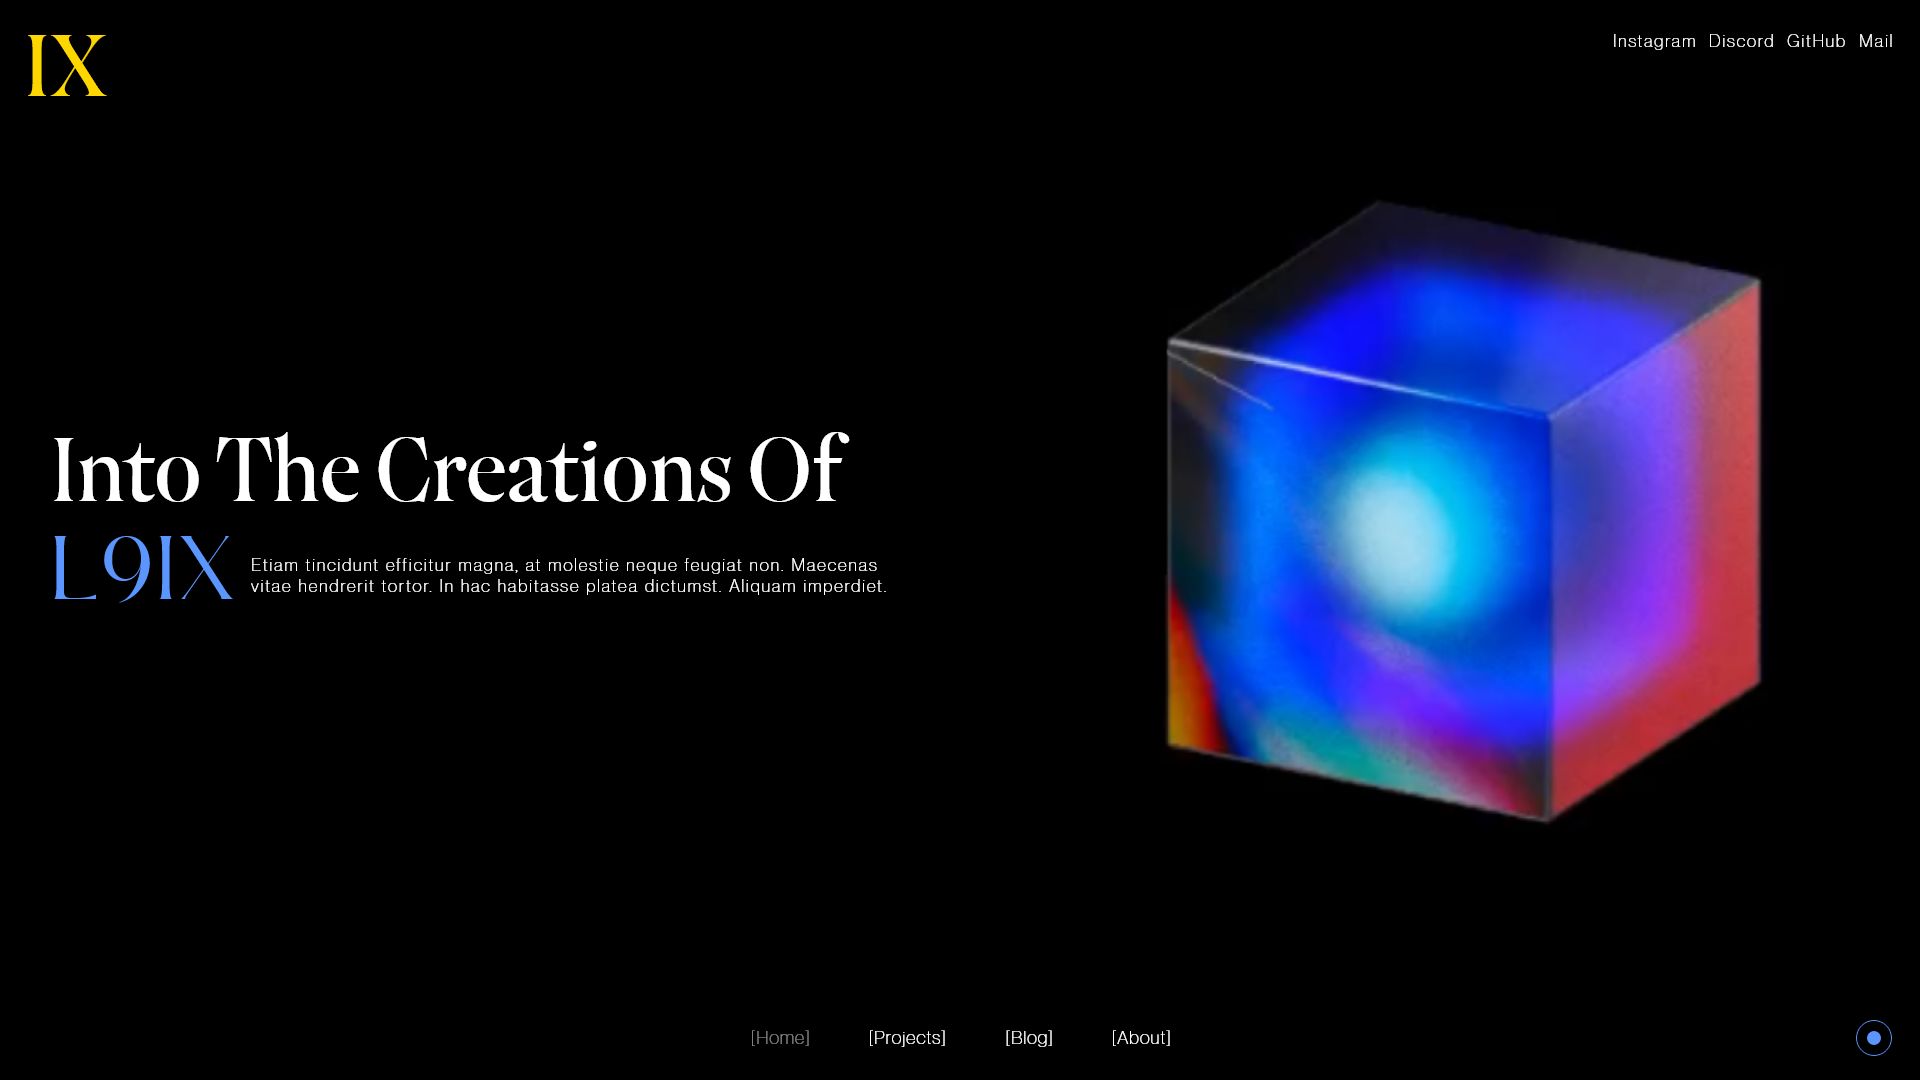 IX
Instagram Discord GitHub Mail
Into The Creations Of
L9IX
Etiam tincidunt efficitur magna, at molestie neque feugiat non. Maecenas
vitae hendrerit tortor. In hac habitasse platea dictumst. Aliquam imperdiet.
[Home] [Projects] [Blog] [About]